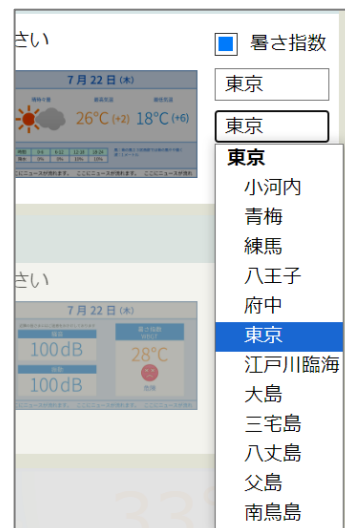 さい
暑さ指数
7月22日(木)
26℃(+2) 18℃(+6)
東京
東京
東京
小河内
青梅
練馬
八王子
府中
東京
江戸川臨海
大島
三宅島
八丈島
父島
南鳥島
さい
7月22日(木)
100dB
28℃
100dB
33